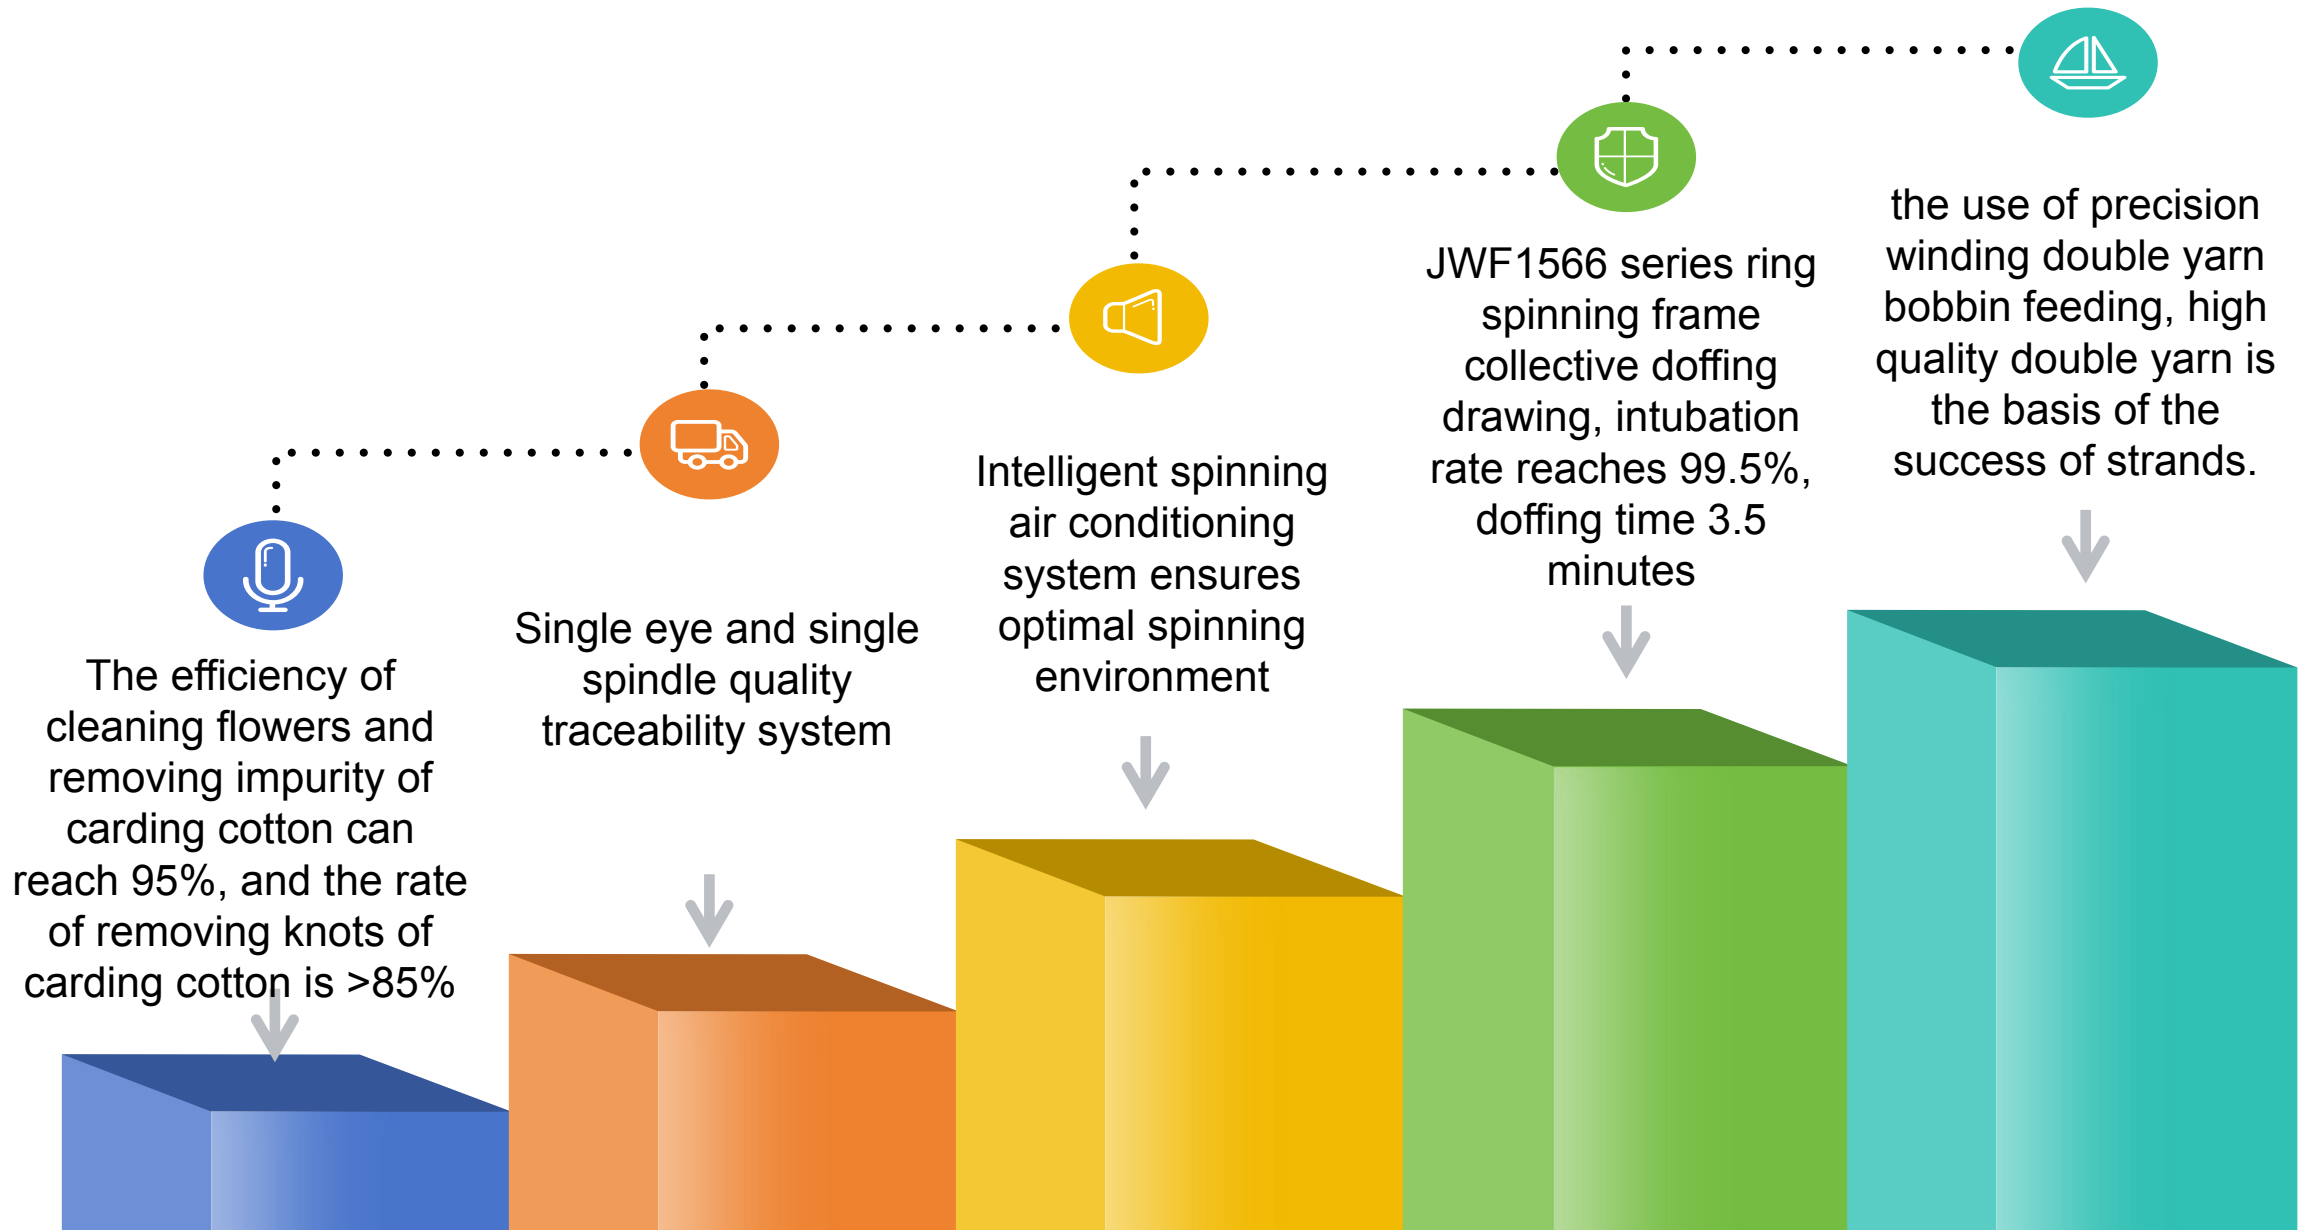 The efficiency of
cleaning flowers and
removing impurity of
carding cotton can
reach 95%, and the rate
of removing knots of
carding cotton is >85%
Single eye and single
spindle quality
traceability system
Intelligent spinning
air conditioning
system ensures
optimal spinning
environment
JWF1566 series ring
spinning frame
collective doffing
drawing, intubation
rate reaches 99.5%,
doffing time 3.5
minutes
the use of precision
winding double yarn
bobbin feeding, high
quality double yarn is
the basis of the
success of strands.